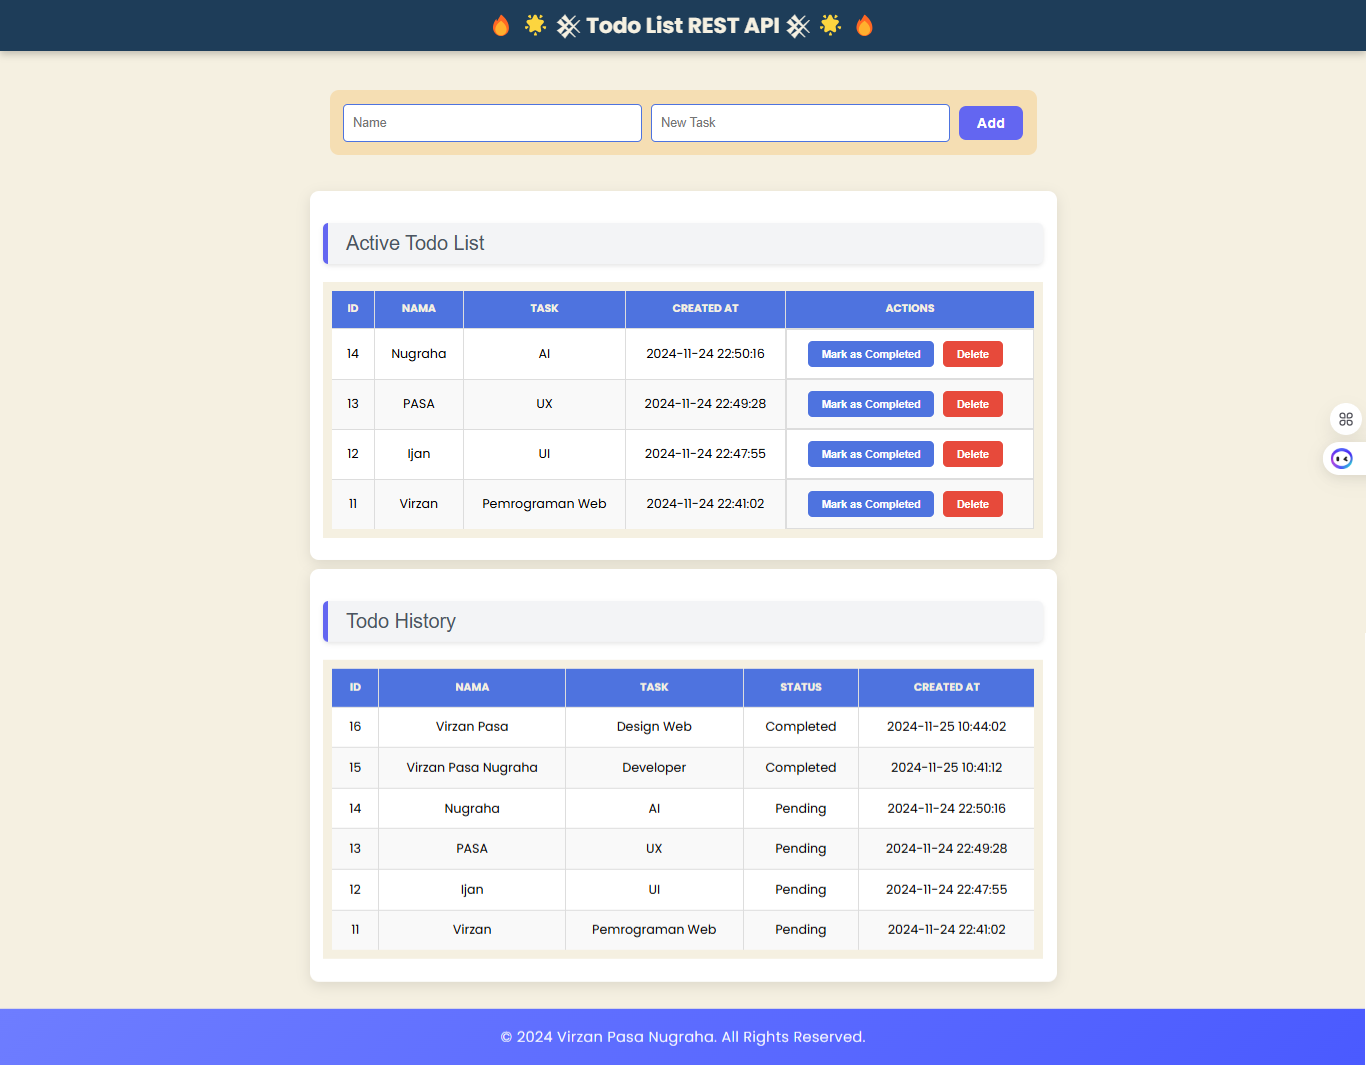 🔥 🌟 Todo List REST API 🌟 🔥
Name New Task Add
Active Todo List
ID NAMA TASK CREATED AT ACTIONS
14 Nugraha AI 2024-11-24 22:50:16 Mark as Completed Delete
13 PASA UX 2024-11-24 22:49:28 Mark as Completed Delete
12 Ijan UI 2024-11-24 22:47:55 Mark as Completed Delete
11 Virzan Pemrograman Web 2024-11-24 22:41:02 Mark as Completed Delete
Todo History
ID NAMA TASK STATUS CREATED AT
16 Virzan Pasa Design Web Completed 2024-11-25 10:44:02
15 Virzan Pasa Nugraha Developer Completed 2024-11-25 10:41:12
14 Nugraha AI Pending 2024-11-24 22:50:16
13 PASA UX Pending 2024-11-24 22:49:28
12 Ijan UI Pending 2024-11-24 22:47:55
11 Virzan Pemrograman Web Pending 2024-11-24 22:41:02
© 2024 Virzan Pasa Nugraha. All Rights Reserved.